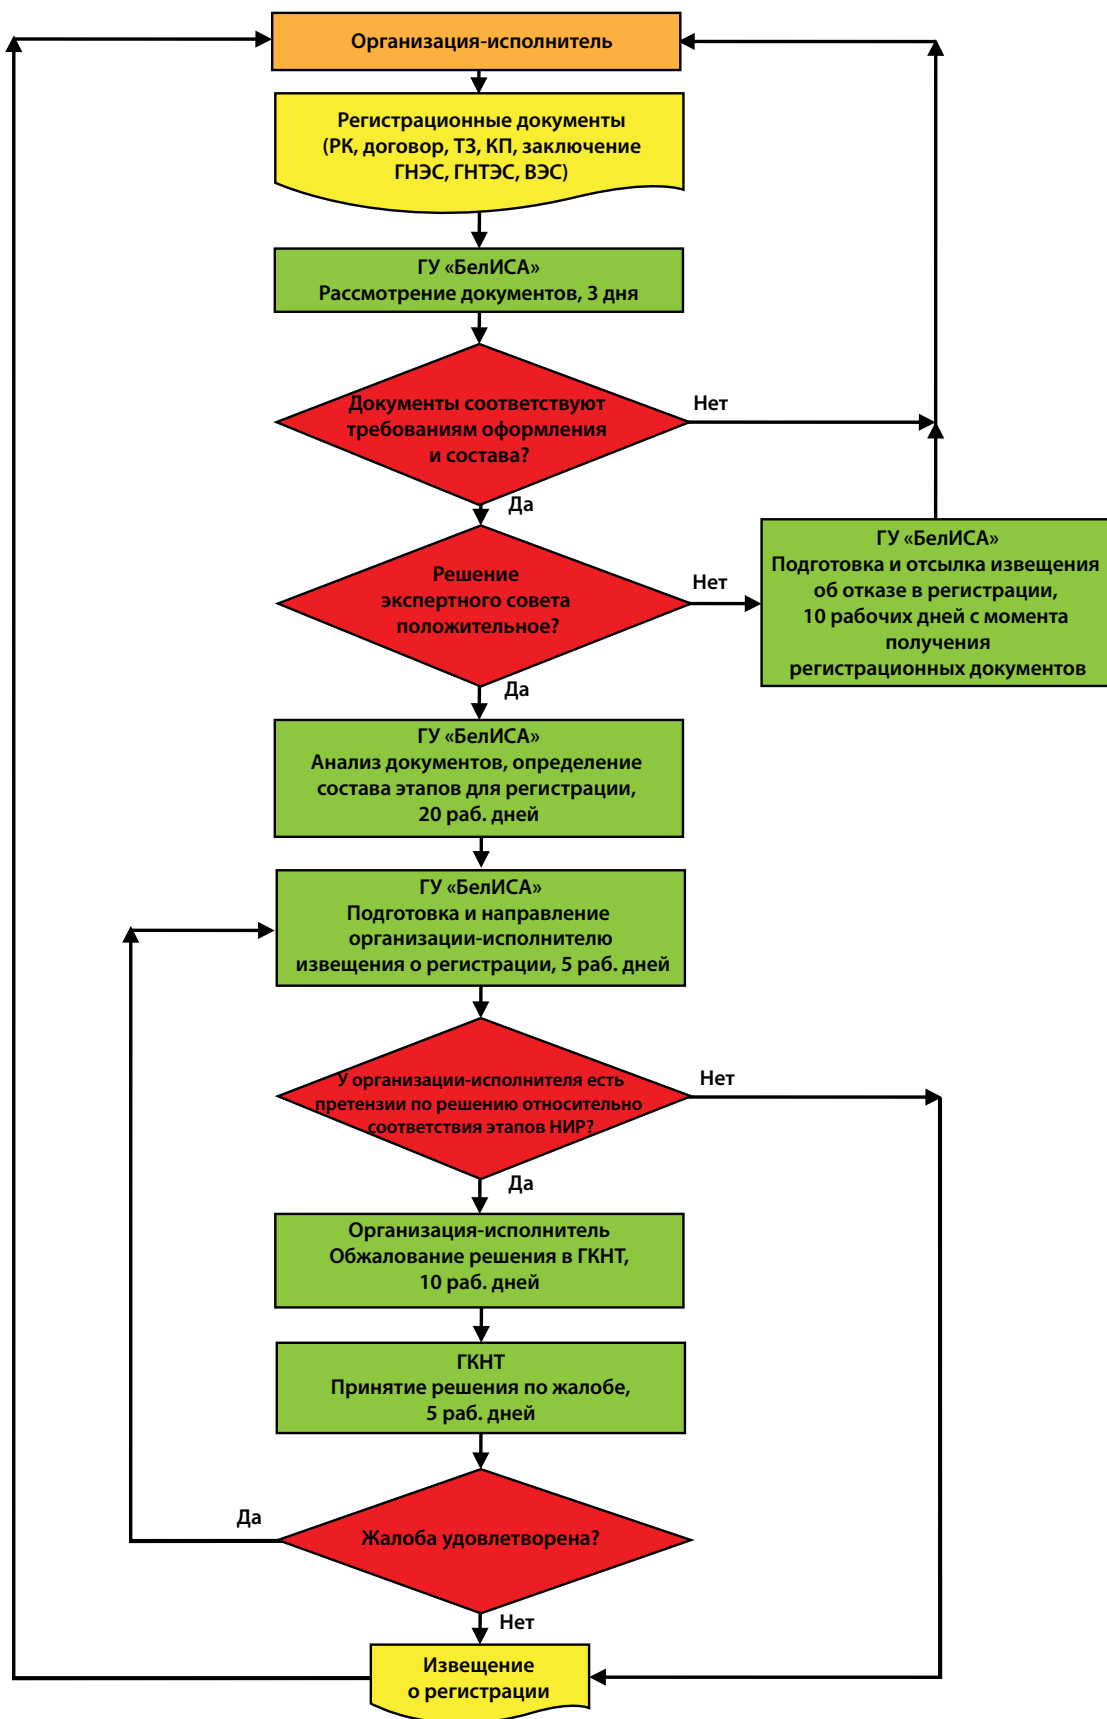 Организация-исполнитель
Регистрационные документы
(РК, договор, ТЗ, КП, заключение
ГНЭС, ГНТЭС, ВЭС)
ГУ «БелИСА»
Рассмотрение документов, 3 дня
Документы соответствуют
требованиям оформления
и состава?
Нет
Да
Решение
экспертного совета
положительное?
Нет
ГУ «БелИСА»
Подготовка и отсылка извещения
об отказе в регистрации,
10 рабочих дней с момента
получения
регистрационных документов
Да
ГУ «БелИСА»
Анализ документов, определение
состава этапов для регистрации,
20 раб. дней
ГУ «БелИСА»
Подготовка и направление
организации-исполнителю
извещения о регистрации, 5 раб. дней
У организации-исполнителя есть
претензии по решению относительно
соответствия этапов НИР?
Нет
Да
Организация-исполнитель
Обжалование решения в ГКНТ,
10 раб. дней
ГКНТ
Принятие решения по жалобе,
5 раб. дней
Да
Жалоба удовлетворена?
Нет
Извещение
о регистрации